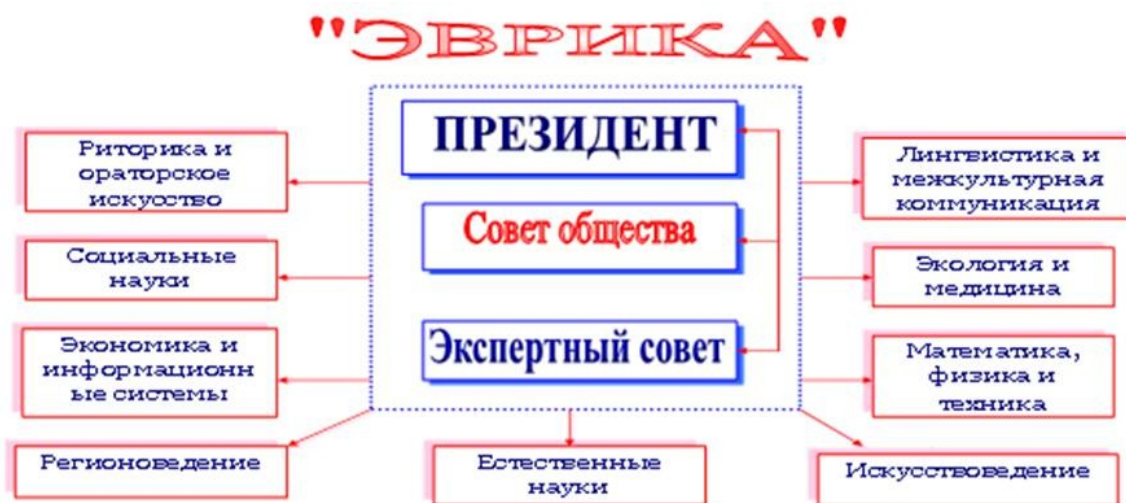 "ЭВРИКА"
ПРЕЗИДЕНТ
Совет общества
Экспертный совет
Риторика и
ораторское
искусство
Социальные
науки
Экономика и
информационн
ые системы
Регионоведение
Естественные
науки
Лингвистика и
межкультурная
коммуникация
Экология и
медицина
Математика,
физика и
техника
Искусствоведение